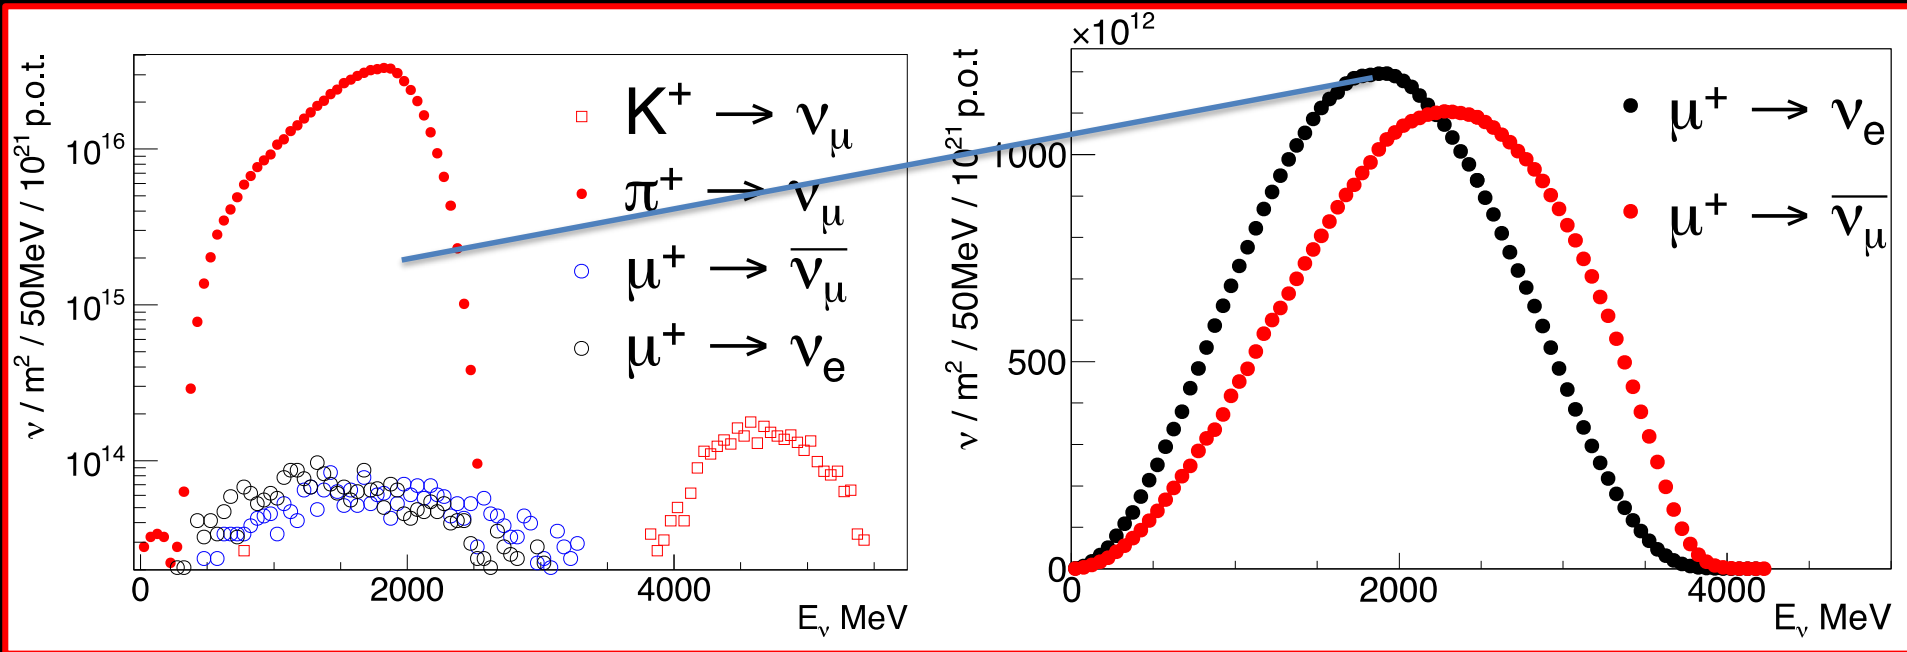 ν / m² / 50MeV / 10²¹ p.o.t.
10¹⁶
10¹⁵
10¹⁴
0 2000 4000
E_ν MeV
K⁺ → ν_μ
π⁺ → ν_μ
μ⁺ → ν̅_μ
μ⁺ → ν_e
×10¹²
ν / m² / 50MeV / 10²¹ p.o.t
1000
500
0
0 2000 4000
E_ν MeV
μ⁺ → ν_e
μ⁺ → ν̅_μ